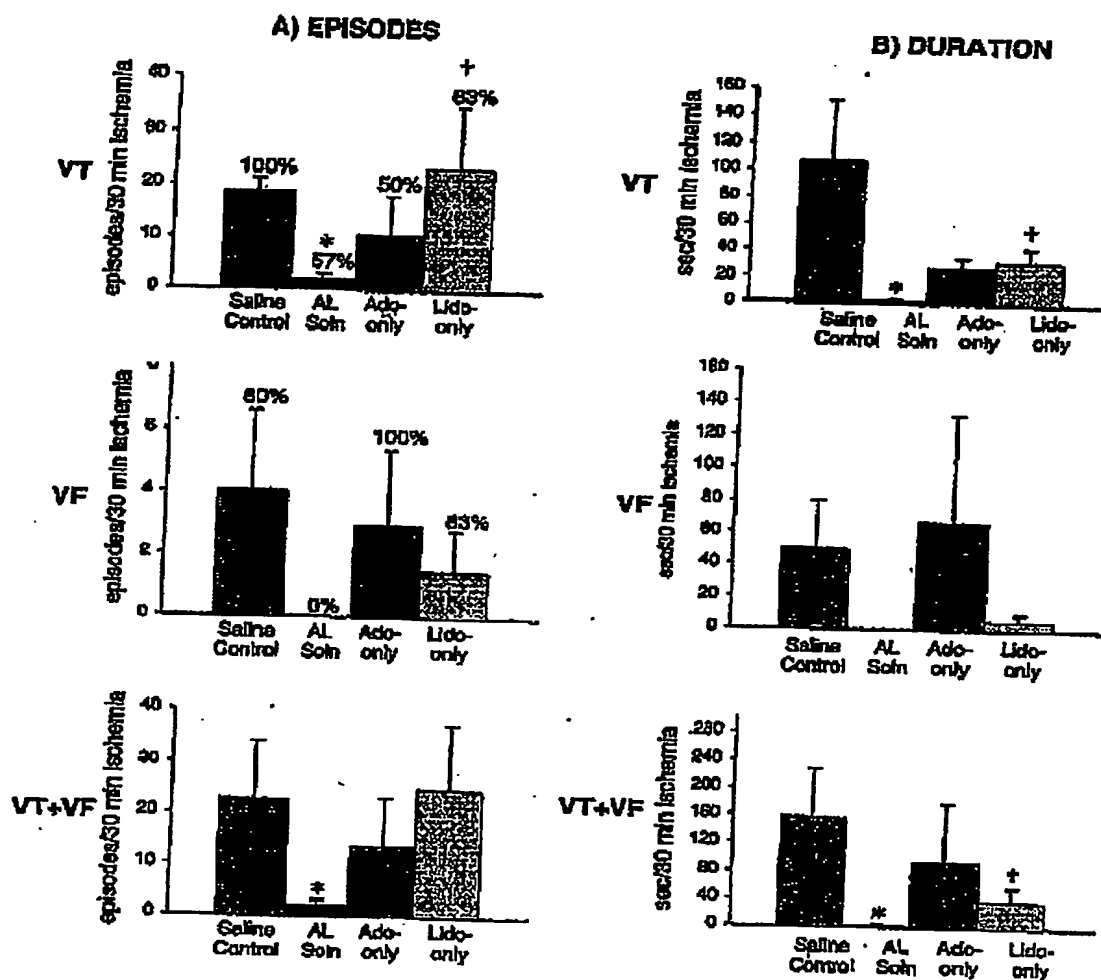 A) EPISODES
episodes/30 min Ischemia
VT
40
30
20
10
0
100%
*
57%
50%
+
83%
Saline Control
AL Soln
Ado-only
Lido-only
episodes/30 min Ischemia
VF
6
4
2
0
80%
0%
100%
83%
Saline Control
AL Soln
Ado-only
Lido-only
episodes/30 min Ischemia
VT+VF
40
30
20
10
0
*
Saline Control
AL Soln
Ado-only
Lido-only
B) DURATION
sec/30 min Ischemia
VT
160
140
120
100
80
60
40
20
0
*
+
Saline Control
AL Soln
Ado-only
Lido-only
sec/30 min Ischemia
VF
160
140
120
100
80
60
40
20
0
Saline Control
AL Soln
Ado-only
Lido-only
sec/30 min Ischemia
VT+VF
280
240
200
160
120
80
40
0
*
+
Saline Control
AL Soln
Ado-only
Lido-only